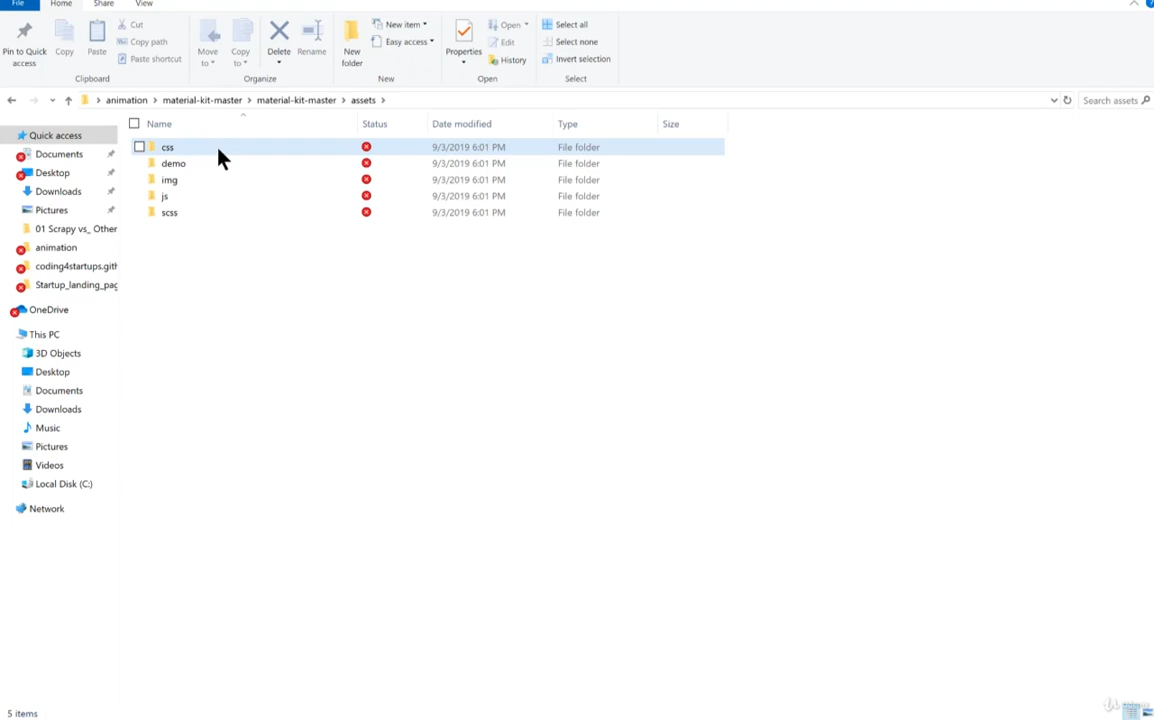 File Home Share View
Pin to Quick access
Copy
Paste
Cut
Copy path
Paste shortcut
Clipboard
Move to
Copy to
Delete
Rename
Organize
New folder
New item
Easy access
New
Properties
Open
Edit
History
Open
Select all
Select none
Invert selection
Select
animation > material-kit-master > material-kit-master > assets >
Search assets
Name Status Date modified Type Size
css 9/3/2019 6:01 PM File folder
demo 9/3/2019 6:01 PM File folder
img 9/3/2019 6:01 PM File folder
js 9/3/2019 6:01 PM File folder
scss 9/3/2019 6:01 PM File folder
Quick access
Documents
Desktop
Downloads
Pictures
01 Scrapy vs_ Other
animation
coding4startups.gith
Startup_landing_pag
OneDrive
This PC
3D Objects
Desktop
Documents
Downloads
Music
Pictures
Videos
Local Disk (C:)
Network
5 items